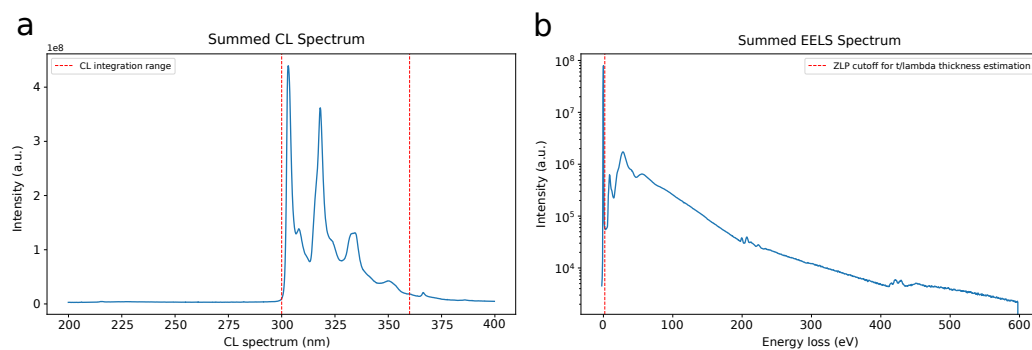 a
Summed CL Spectrum
1e8
CL integration range
Intensity (a.u.)
4
3
2
1
0
200 225 250 275 300 325 350 375 400
CL spectrum (nm)
b
Summed EELS Spectrum
ZLP cutoff for t/lambda thickness estimation
Intensity (a.u.)
10⁸
10⁷
10⁶
10⁵
10⁴
0 100 200 300 400 500 600
Energy loss (eV)